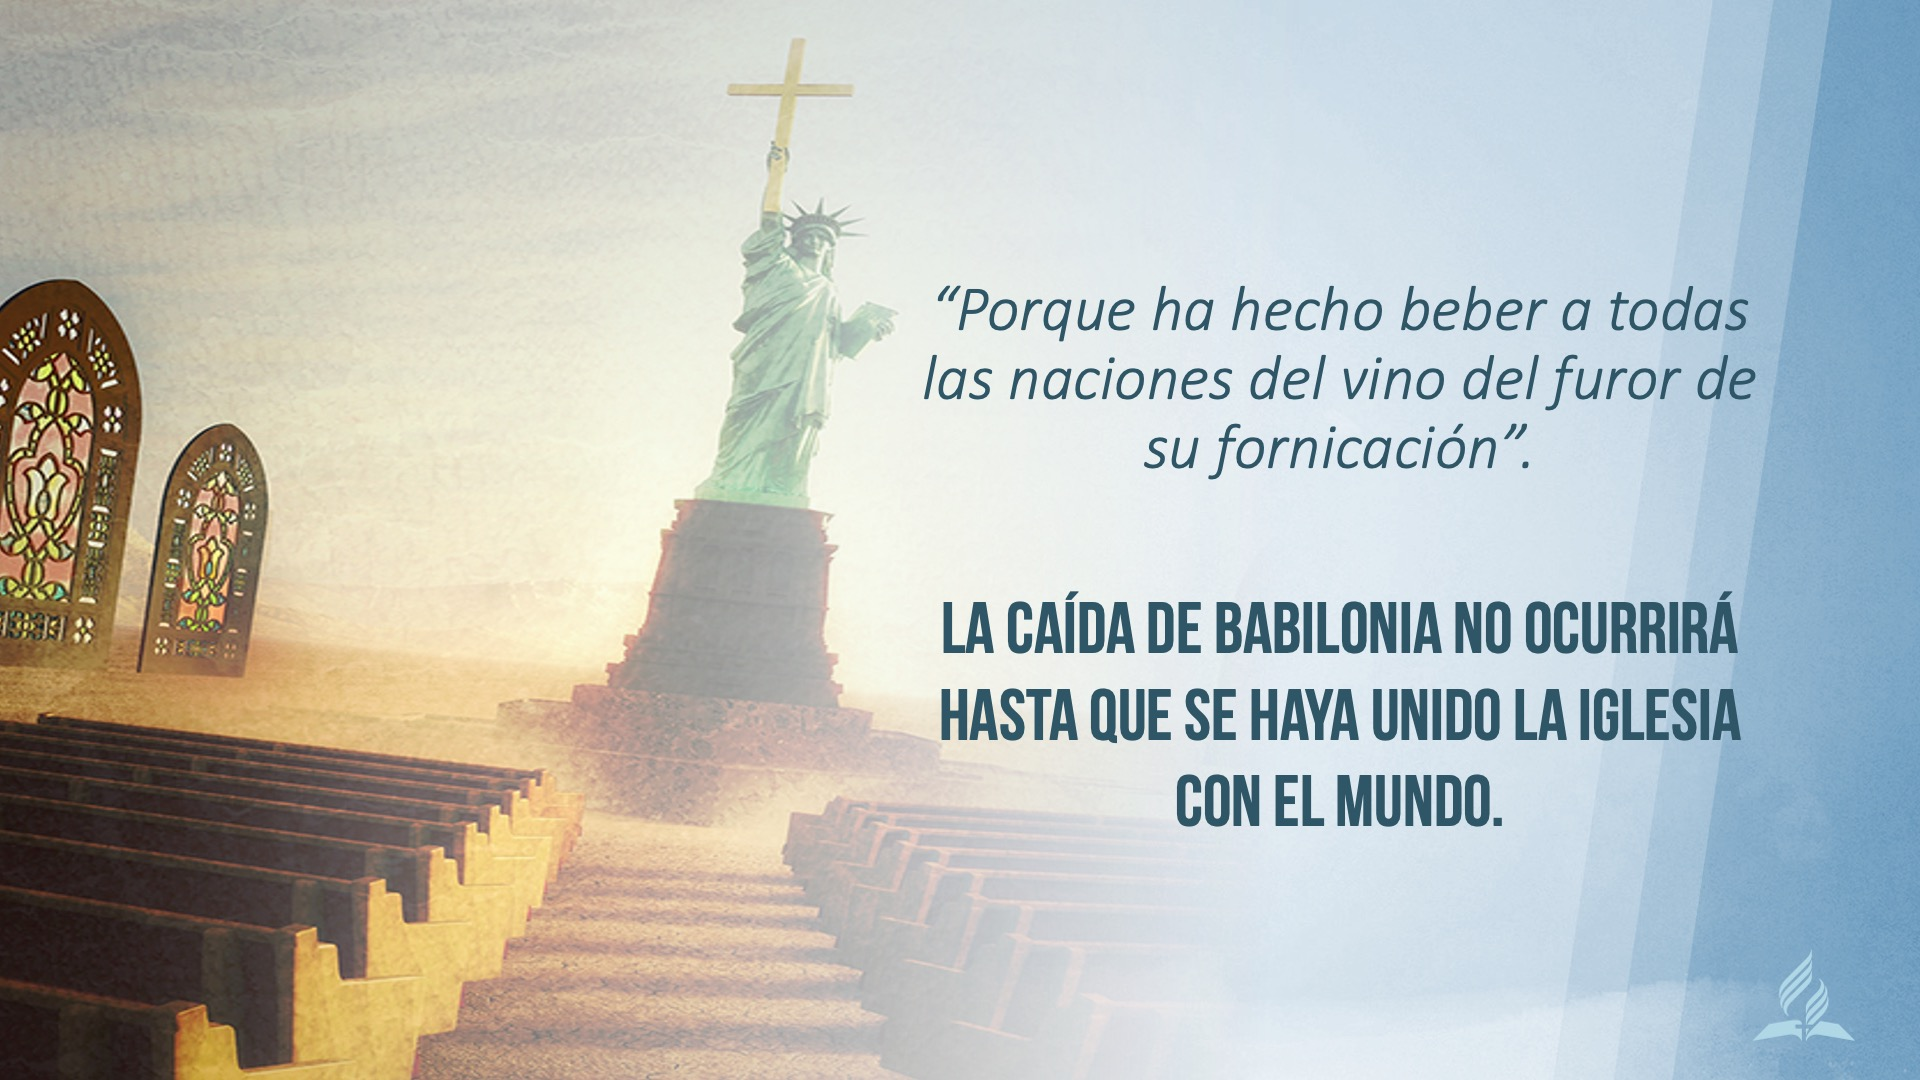 “Porque ha hecho beber a todas
las naciones del vino del furor de
su fornicación”.
LA CAÍDA DE BABILONIA NO OCURRIRÁ
HASTA QUE SE HAYA UNIDO LA IGLESIA
CON EL MUNDO.